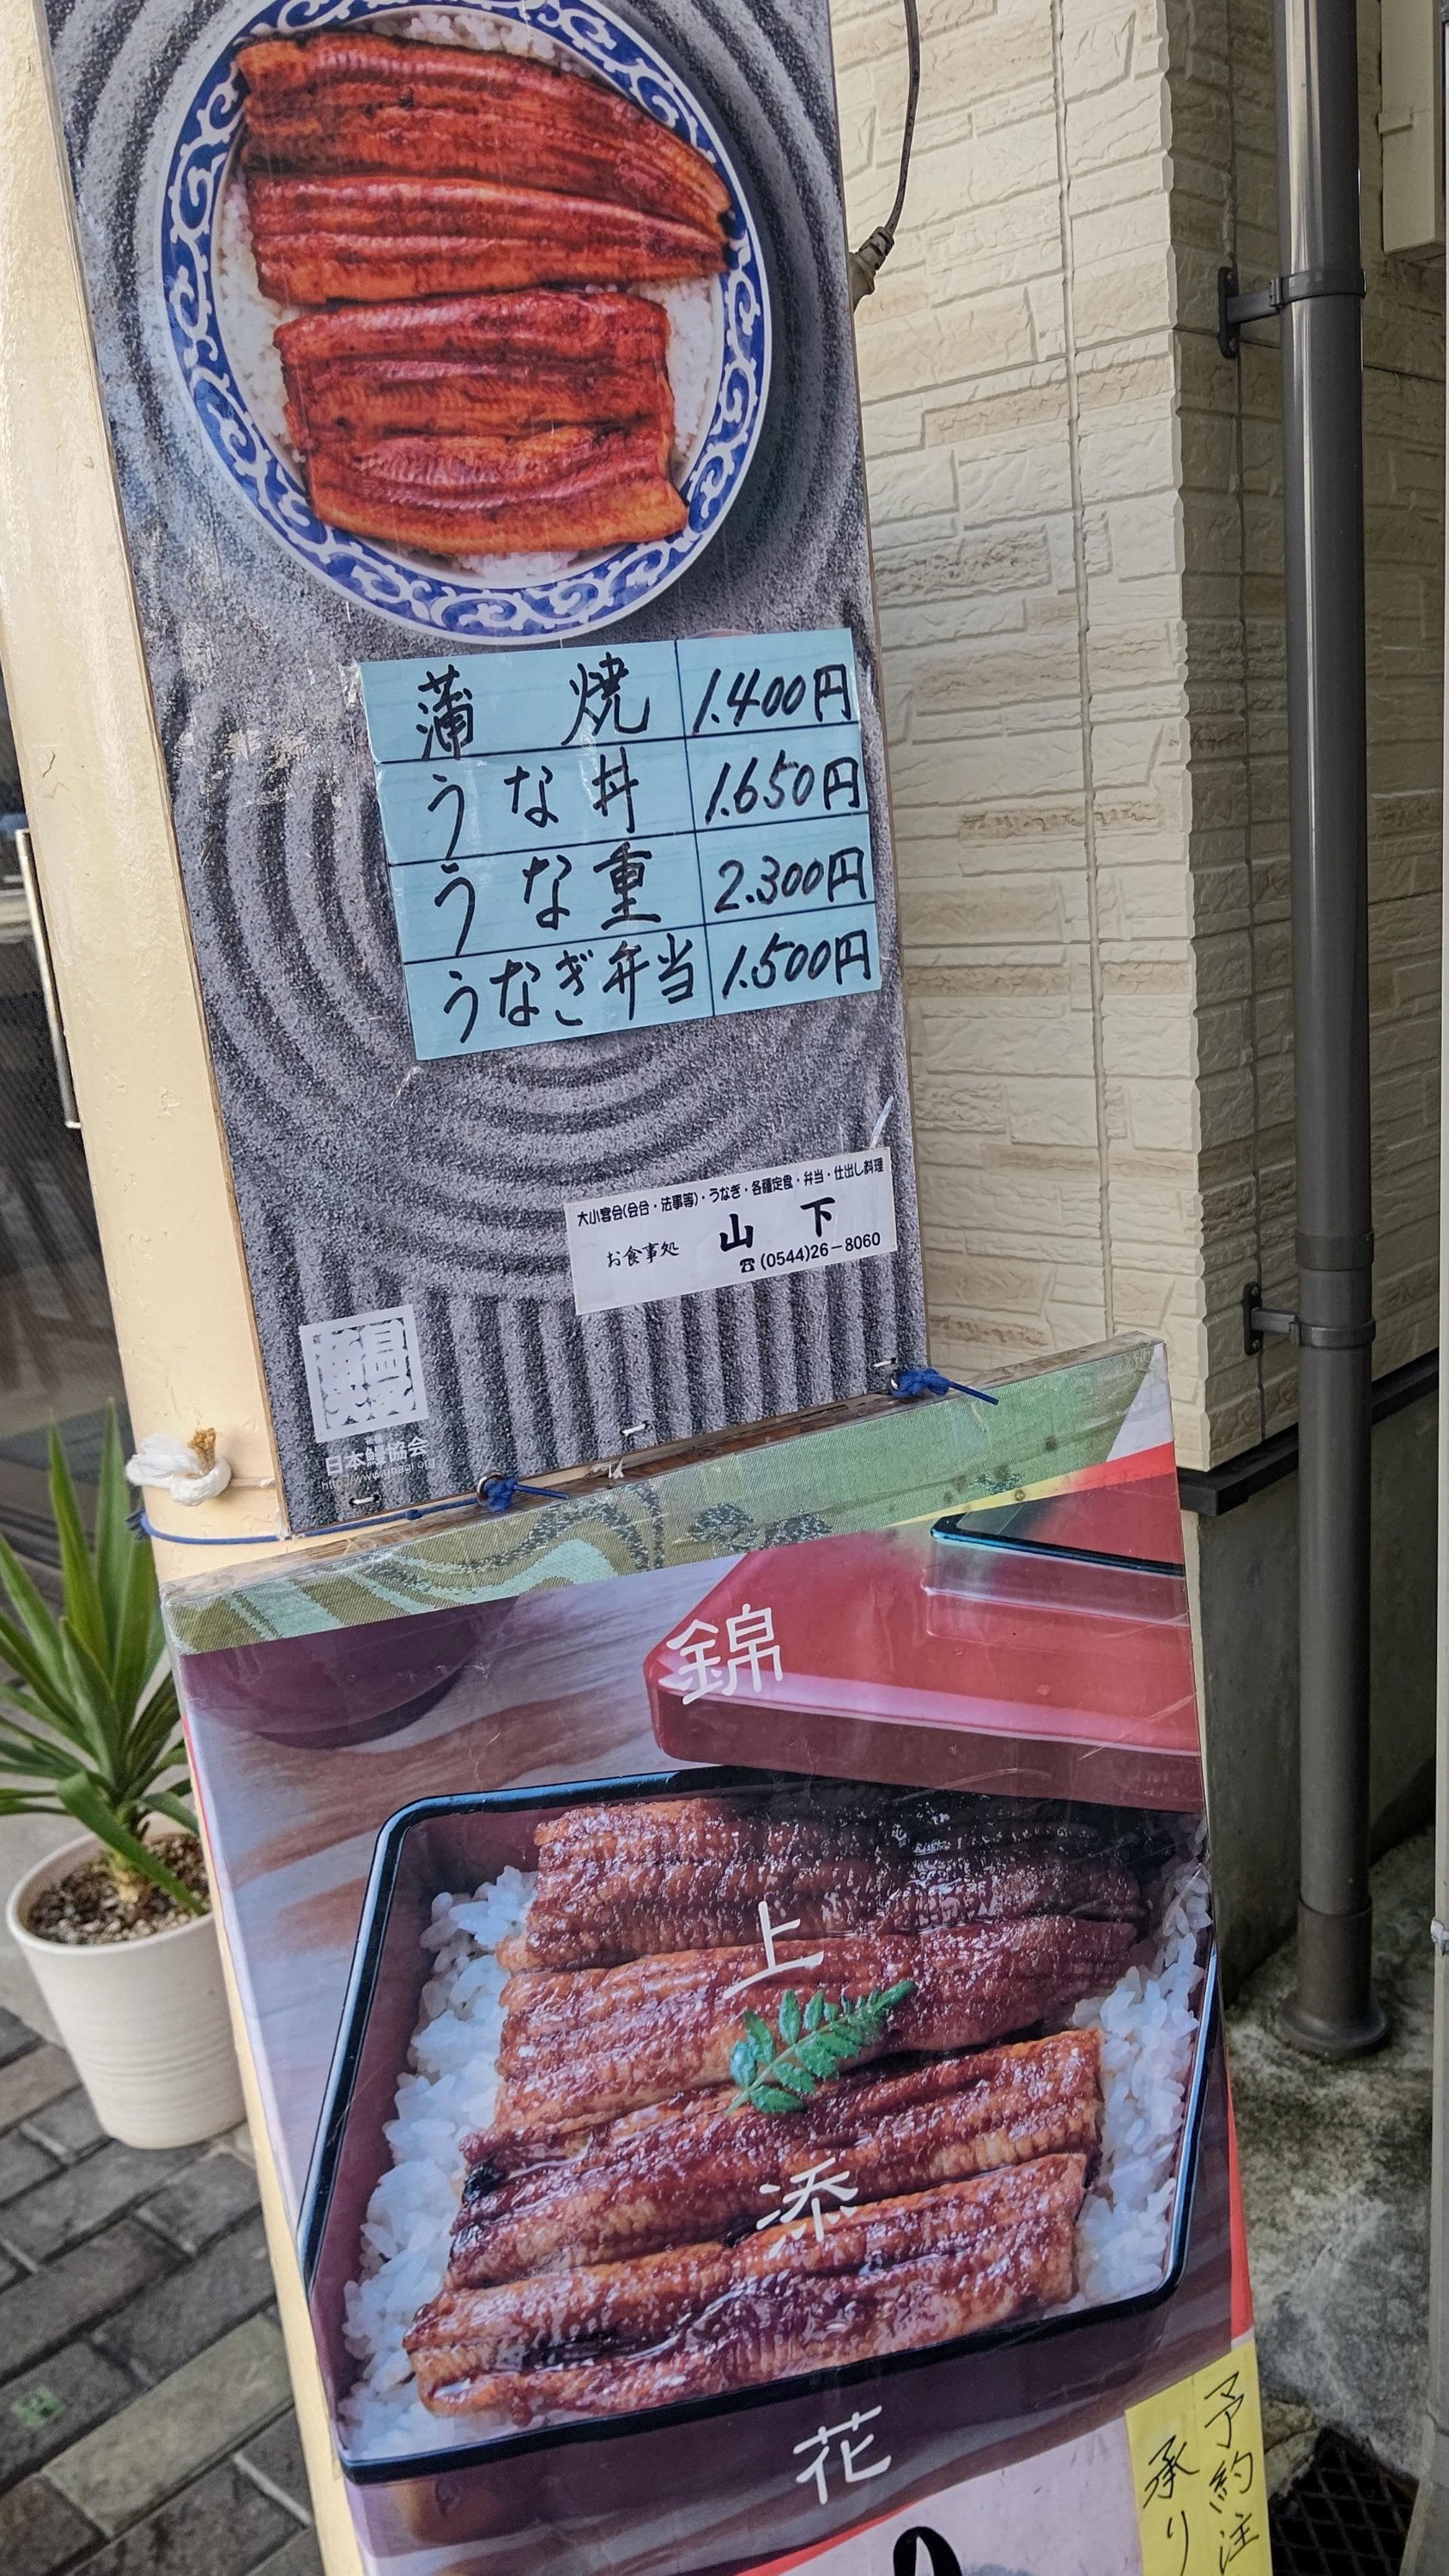 蒲焼 1.400円
うな丼 1.650円
うな重 2.300円
うなぎ弁当 1.500円
大小宴会(会合・法事等)・うなぎ・各種定食・弁当・仕出し料理
お食事処 山下
☎(0544)26-8060
日本鰻協会
錦上添花
予約注
承り